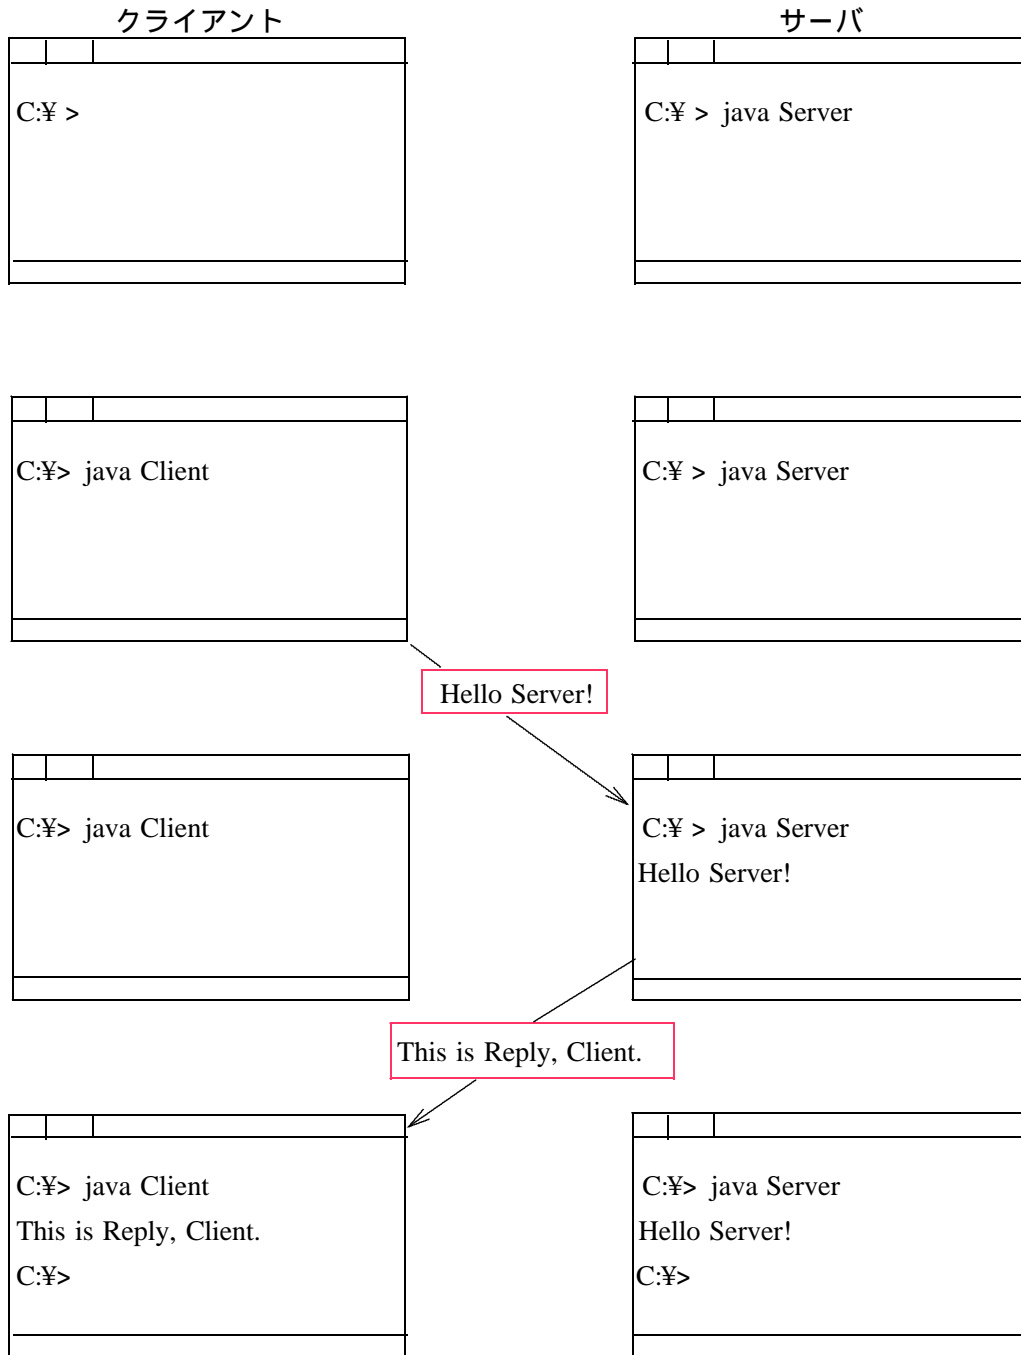 クライアント
サーバ
C:¥ >
C:¥ > java Server
C:¥> java Client
C:¥ > java Server
Hello Server!
C:¥> java Client
C:¥ > java Server
Hello Server!
This is Reply, Client.
C:¥> java Client
This is Reply, Client.
C:¥>
C:¥> java Server
Hello Server!
C:¥>